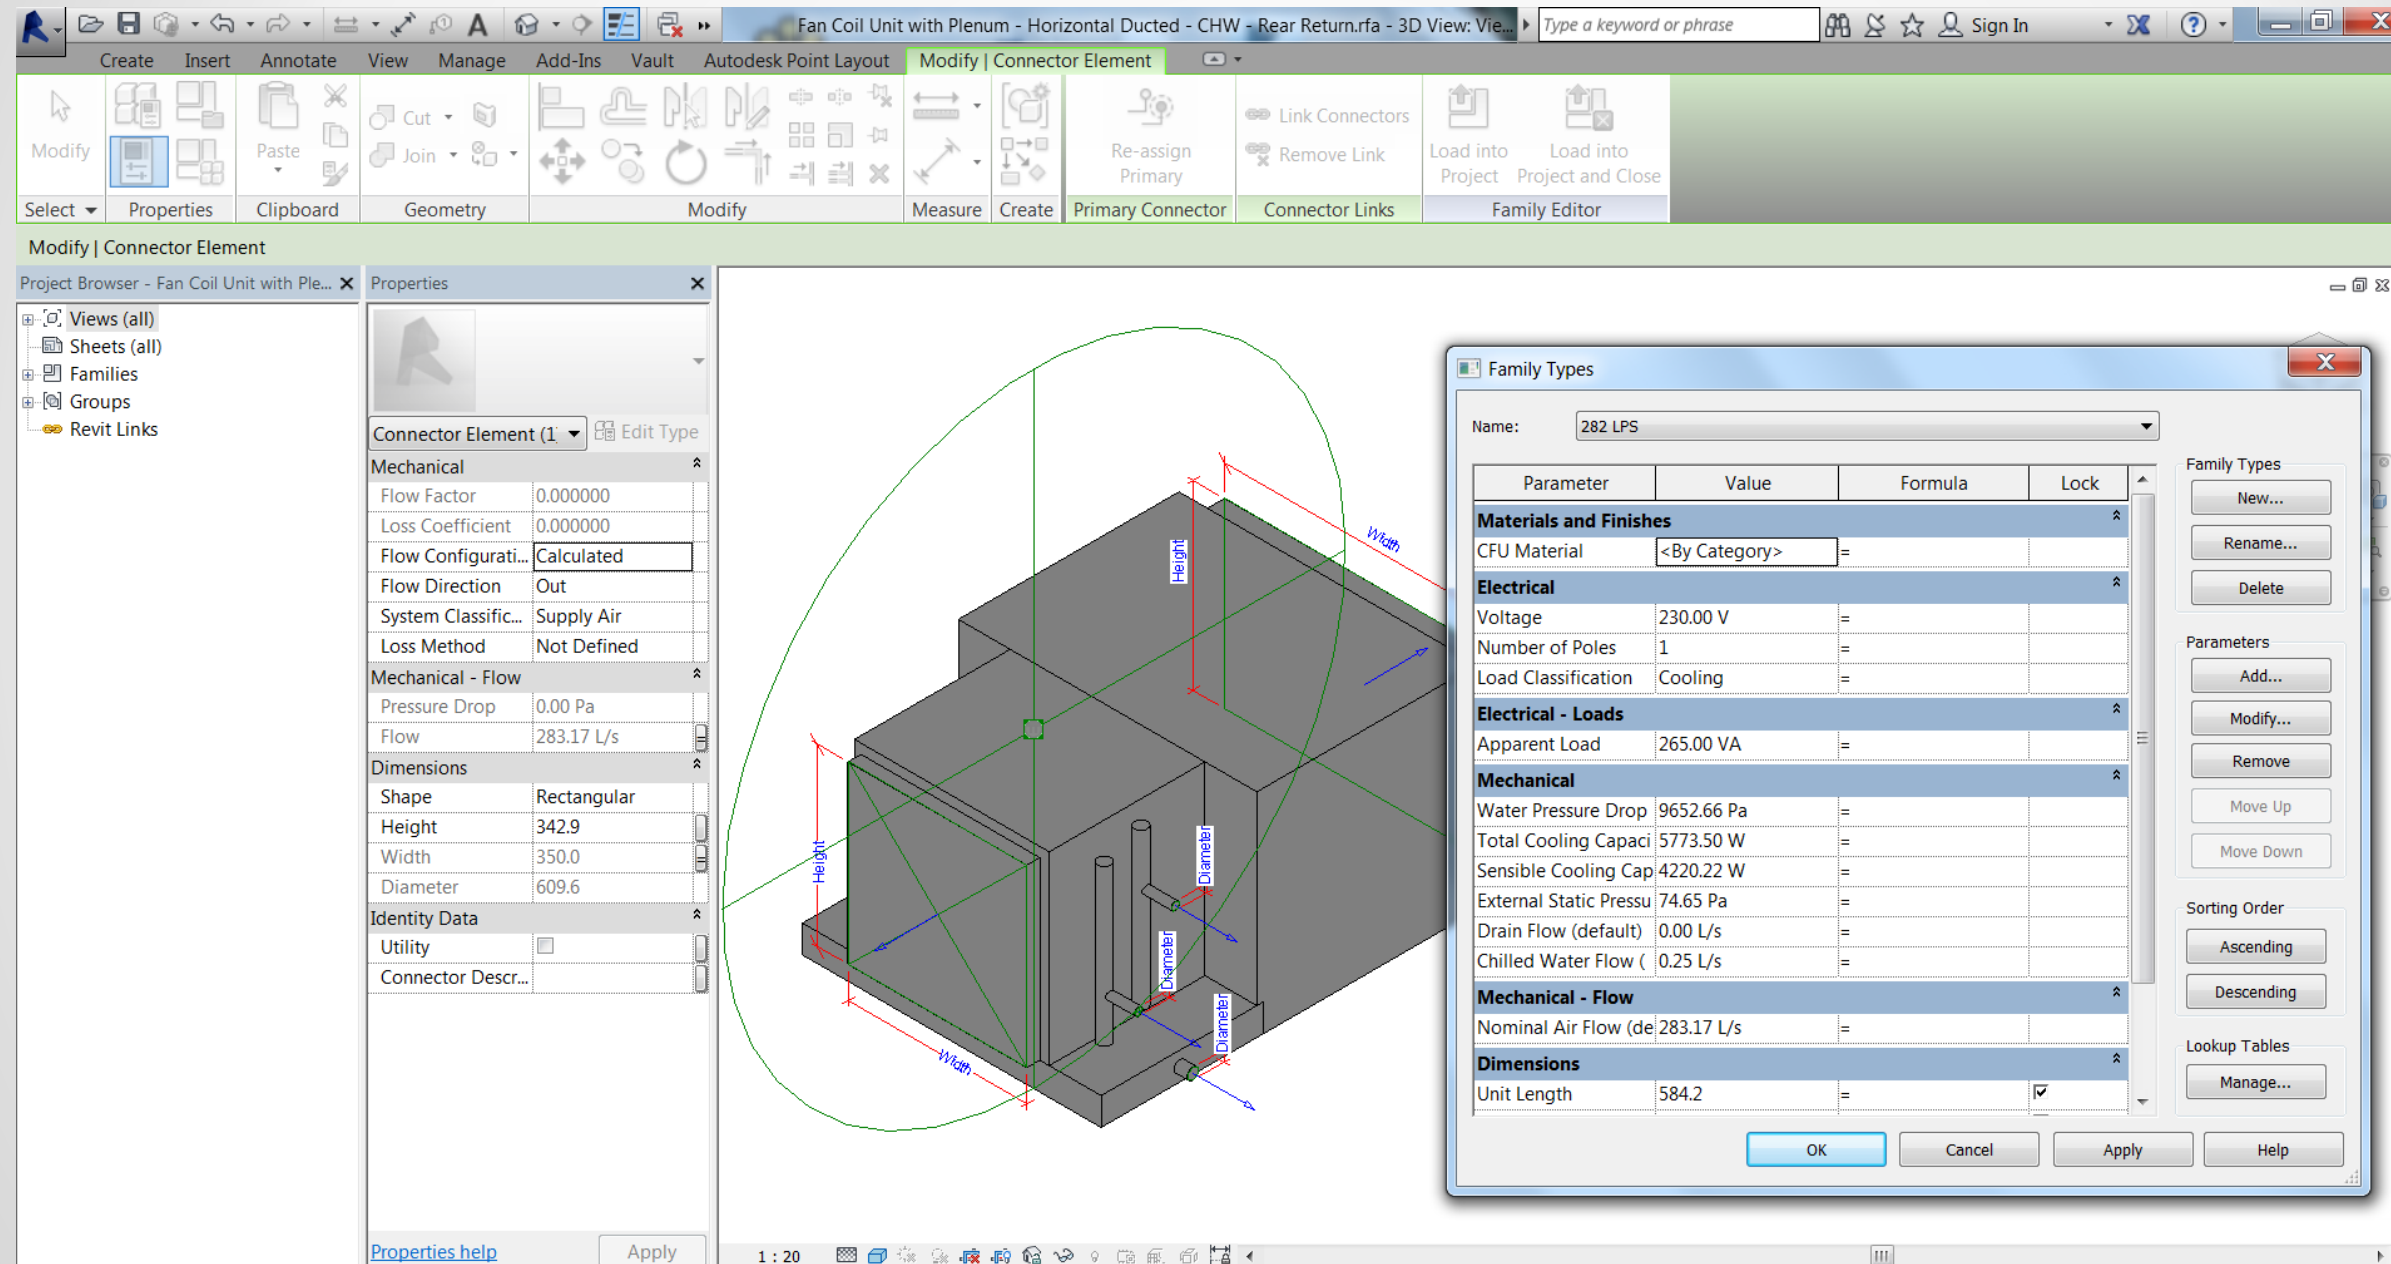 Fan Coil Unit with Plenum - Horizontal Ducted - CHW - Rear Return.rfa - 3D View: Vie...
Type a keyword or phrase
Sign In
Create Insert Annotate View Manage Add-Ins Vault Autodesk Point Layout Modify | Connector Element
Modify
Paste
Cut
Join
Re-assign
Primary
Link Connectors
Remove Link
Load into
Project
Load into
Project and Close
Select Properties Clipboard Geometry Modify Measure Create Primary Connector Connector Links Family Editor
Modify | Connector Element
Project Browser - Fan Coil Unit with Ple...
Views (all)
Sheets (all)
Families
Groups
Revit Links
Properties
Connector Element (1 Edit Type
Mechanical
Flow Factor 0.000000
Loss Coefficient 0.000000
Flow Configurati... Calculated
Flow Direction Out
System Classific... Supply Air
Loss Method Not Defined
Mechanical - Flow
Pressure Drop 0.00 Pa
Flow 283.17 L/s =
Dimensions
Shape Rectangular
Height 342.9
Width 350.0 =
Diameter 609.6
Identity Data
Utility
Connector Descr...
Properties help Apply
Width
Height
Height
Diameter
Diameter
Diameter
Width
1 : 20
Family Types
Name: 282 LPS
Parameter Value Formula Lock
Materials and Finishes
CFU Material <By Category> =
Electrical
Voltage 230.00 V =
Number of Poles 1 =
Load Classification Cooling =
Electrical - Loads
Apparent Load 265.00 VA =
Mechanical
Water Pressure Drop 9652.66 Pa =
Total Cooling Capaci 5773.50 W =
Sensible Cooling Cap 4220.22 W =
External Static Pressu 74.65 Pa =
Drain Flow (default) 0.00 L/s =
Chilled Water Flow ( 0.25 L/s =
Mechanical - Flow
Nominal Air Flow (de 283.17 L/s =
Dimensions
Unit Length 584.2 =
Family Types
New...
Rename...
Delete
Parameters
Add...
Modify...
Remove
Move Up
Move Down
Sorting Order
Ascending
Descending
Lookup Tables
Manage...
OK Cancel Apply Help